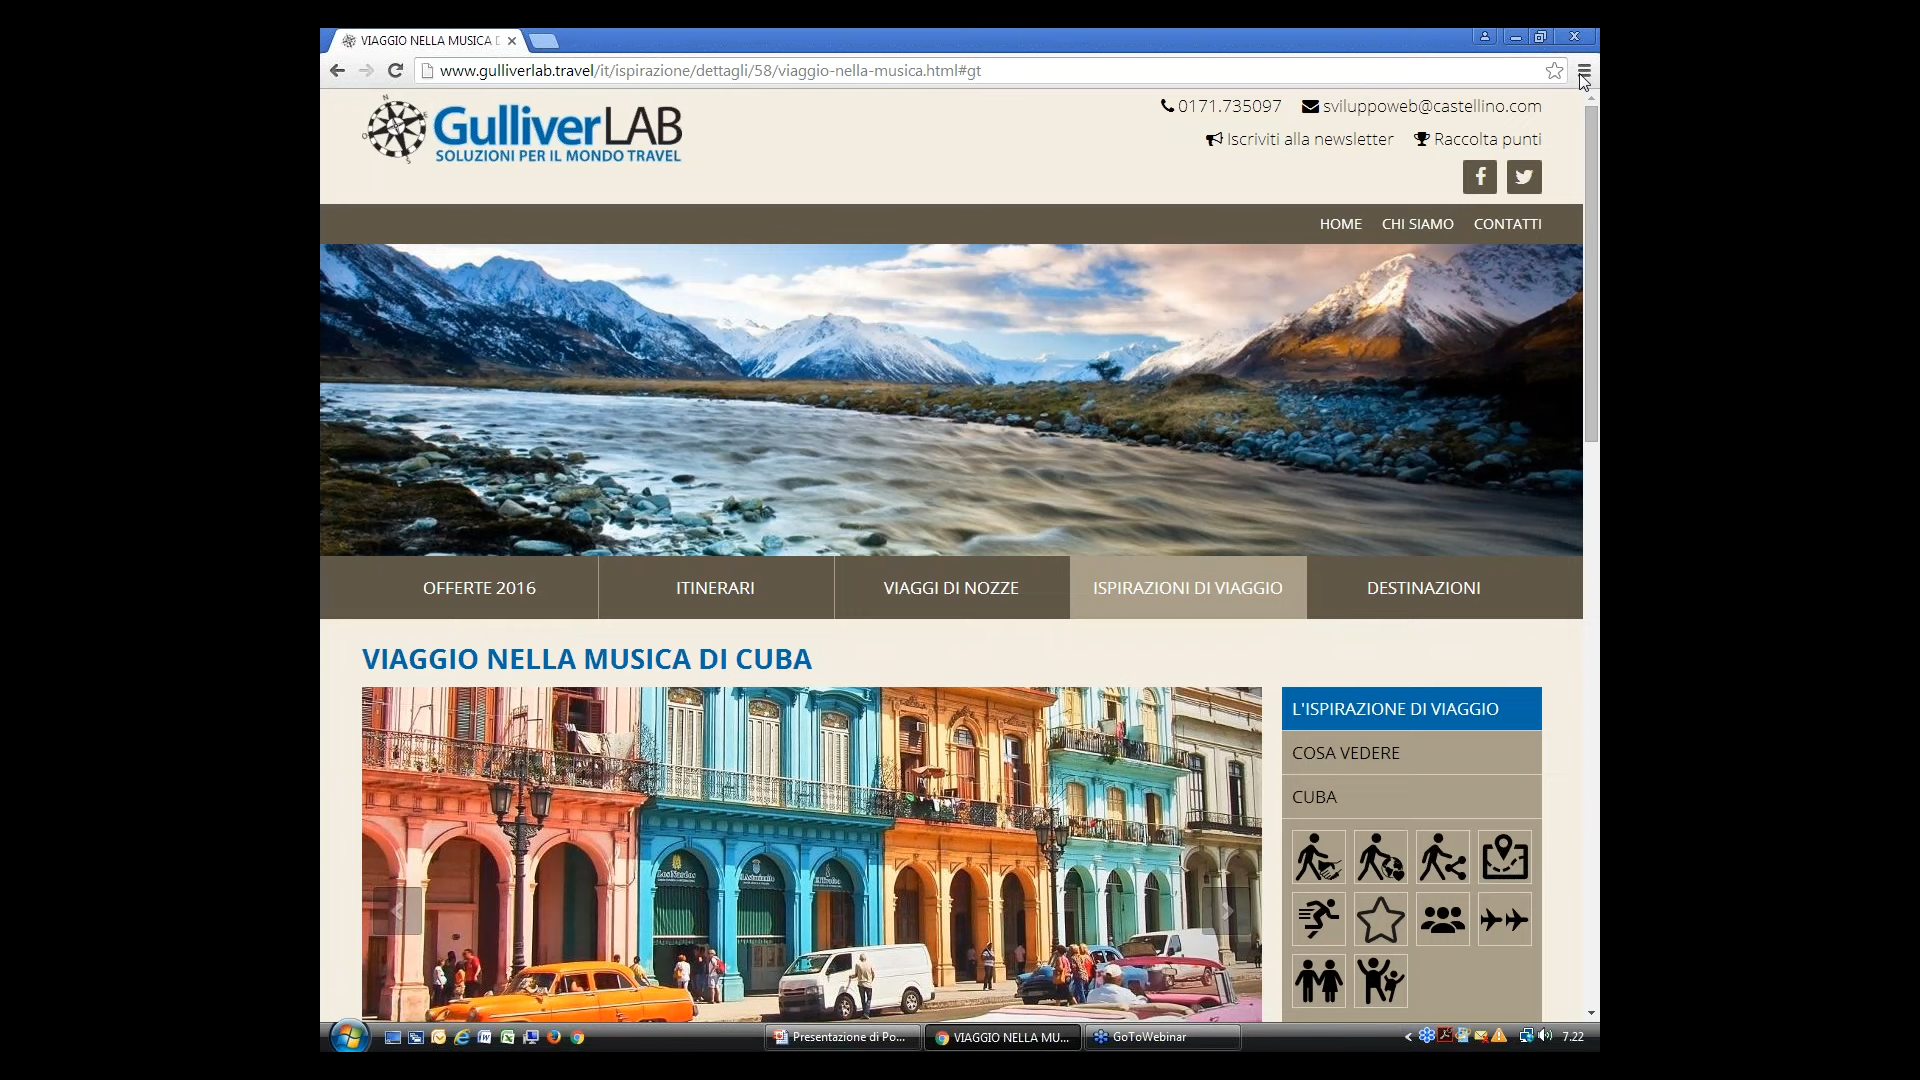 VIAGGIO NELLA MUSICA D
www.gulliverlab.travel/it/ispirazione/dettagli/58/viaggio-nella-musica.html#gt
GulliverLAB
SOLUZIONI PER IL MONDO TRAVEL
0171.735097 sviluppoweb@castellino.com
Iscriviti alla newsletter Raccolta punti
HOME CHI SIAMO CONTATTI
OFFERTE 2016 ITINERARI VIAGGI DI NOZZE ISPIRAZIONI DI VIAGGIO DESTINAZIONI
VIAGGIO NELLA MUSICA DI CUBA
L'ISPIRAZIONE DI VIAGGIO
COSA VEDERE
CUBA
Presentazione di Po... VIAGGIO NELLA MU... GoToWebinar 7.22